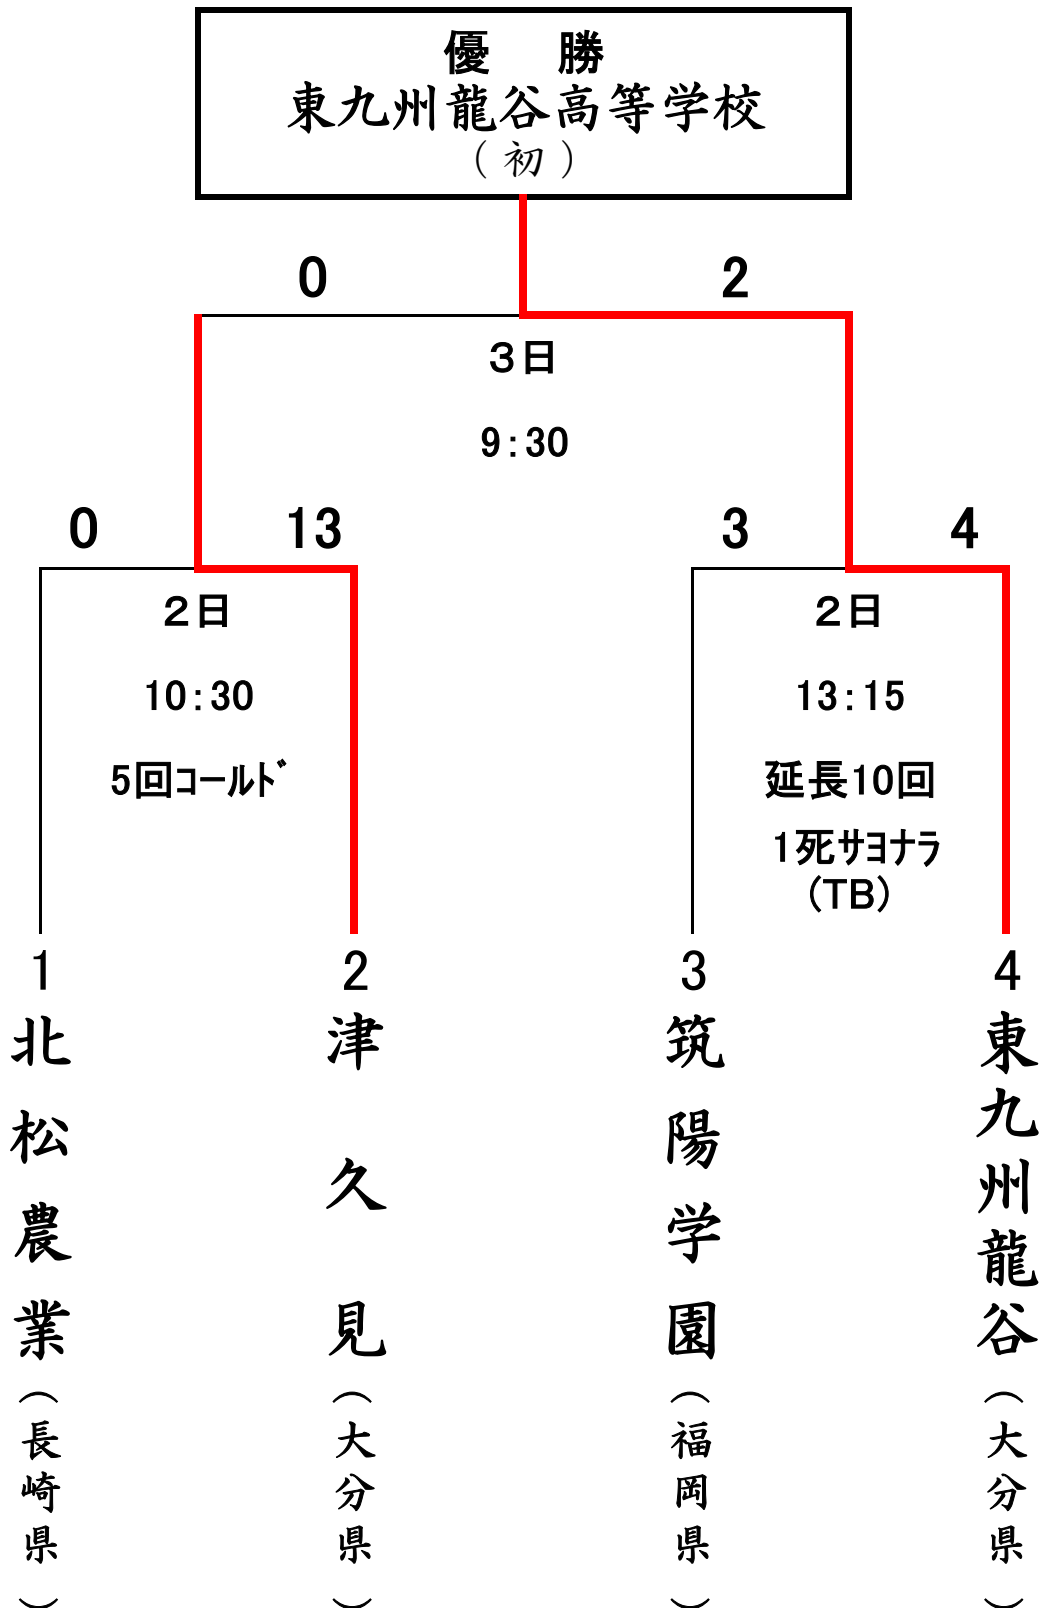 優　勝
東九州龍谷高等学校
（初）
0
2
３日
9：30
0
13
3
4
２日
10：30
5回ｺｰﾙﾄﾞ
２日
13：15
延長10回
1死ｻﾖﾅﾗ
（TB）
1
2
3
4
北松農業（長崎県）
津久見（大分県）
筑陽学園（福岡県）
東九州龍谷（大分県）